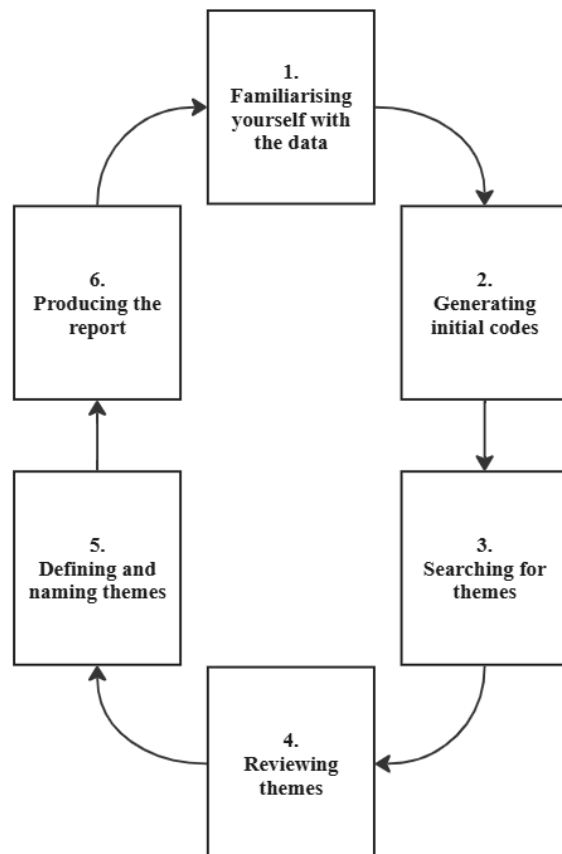 1.
Familiarising
yourself with
the data
2.
Generating
initial codes
3.
Searching for
themes
4.
Reviewing
themes
5.
Defining and
naming themes
6.
Producing the
report